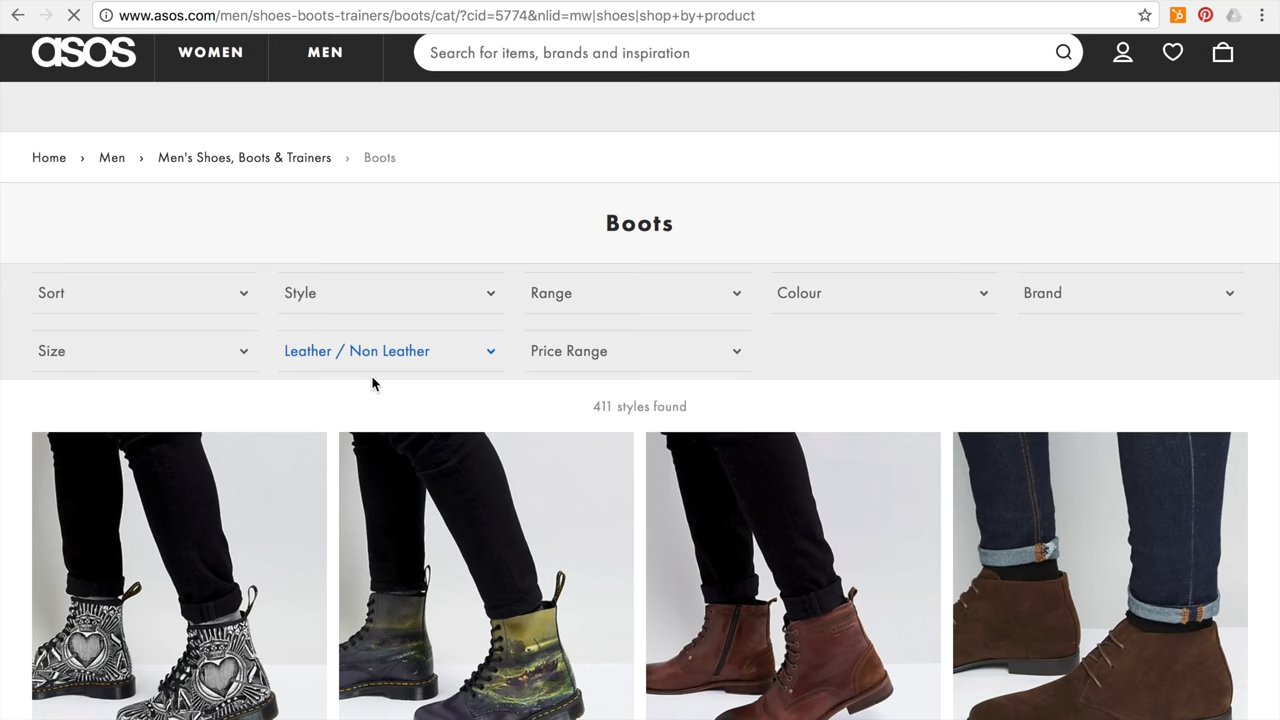 www.asos.com/men/shoes-boots-trainers/boots/cat/?cid=5774&nlid=mw|shoes|shop+by+product
asos WOMEN MEN Search for items, brands and inspiration
Home › Men › Men's Shoes, Boots & Trainers › Boots
Boots
Sort Style Range Colour Brand
Size Leather / Non Leather Price Range
411 styles found